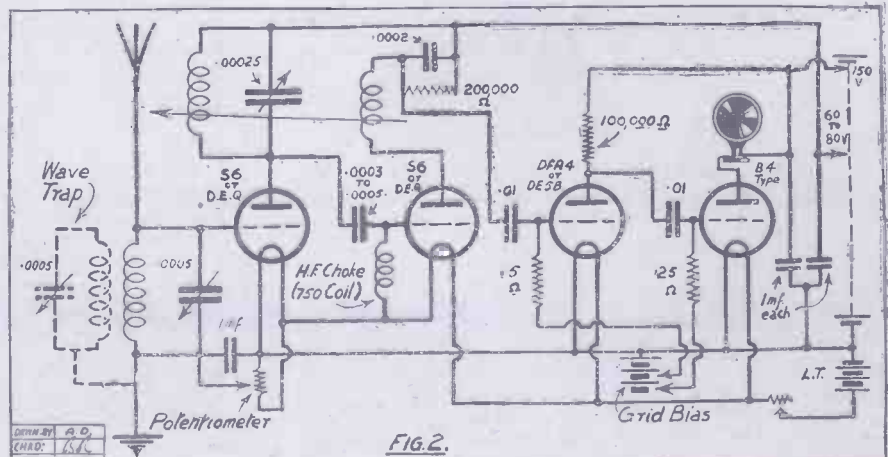 .00025
.0002
200,000
Ω
150
V
100,000 Ω
60
TO
80V
Wave
Trap
S6
or
D.E.Q
.0003
TO
.0005
S6
or
D.E.Q
DFA4
or
DE5B
B4
Type
.01
.01
.0005
.0005
H.F. Choke
(750 Coil)
.5
Ω
.25
Ω
1mf.
each
1mf
L.T.
Potentiometer
Grid Bias
DRWN BY A.D.
CHKD:
FIG. 2.